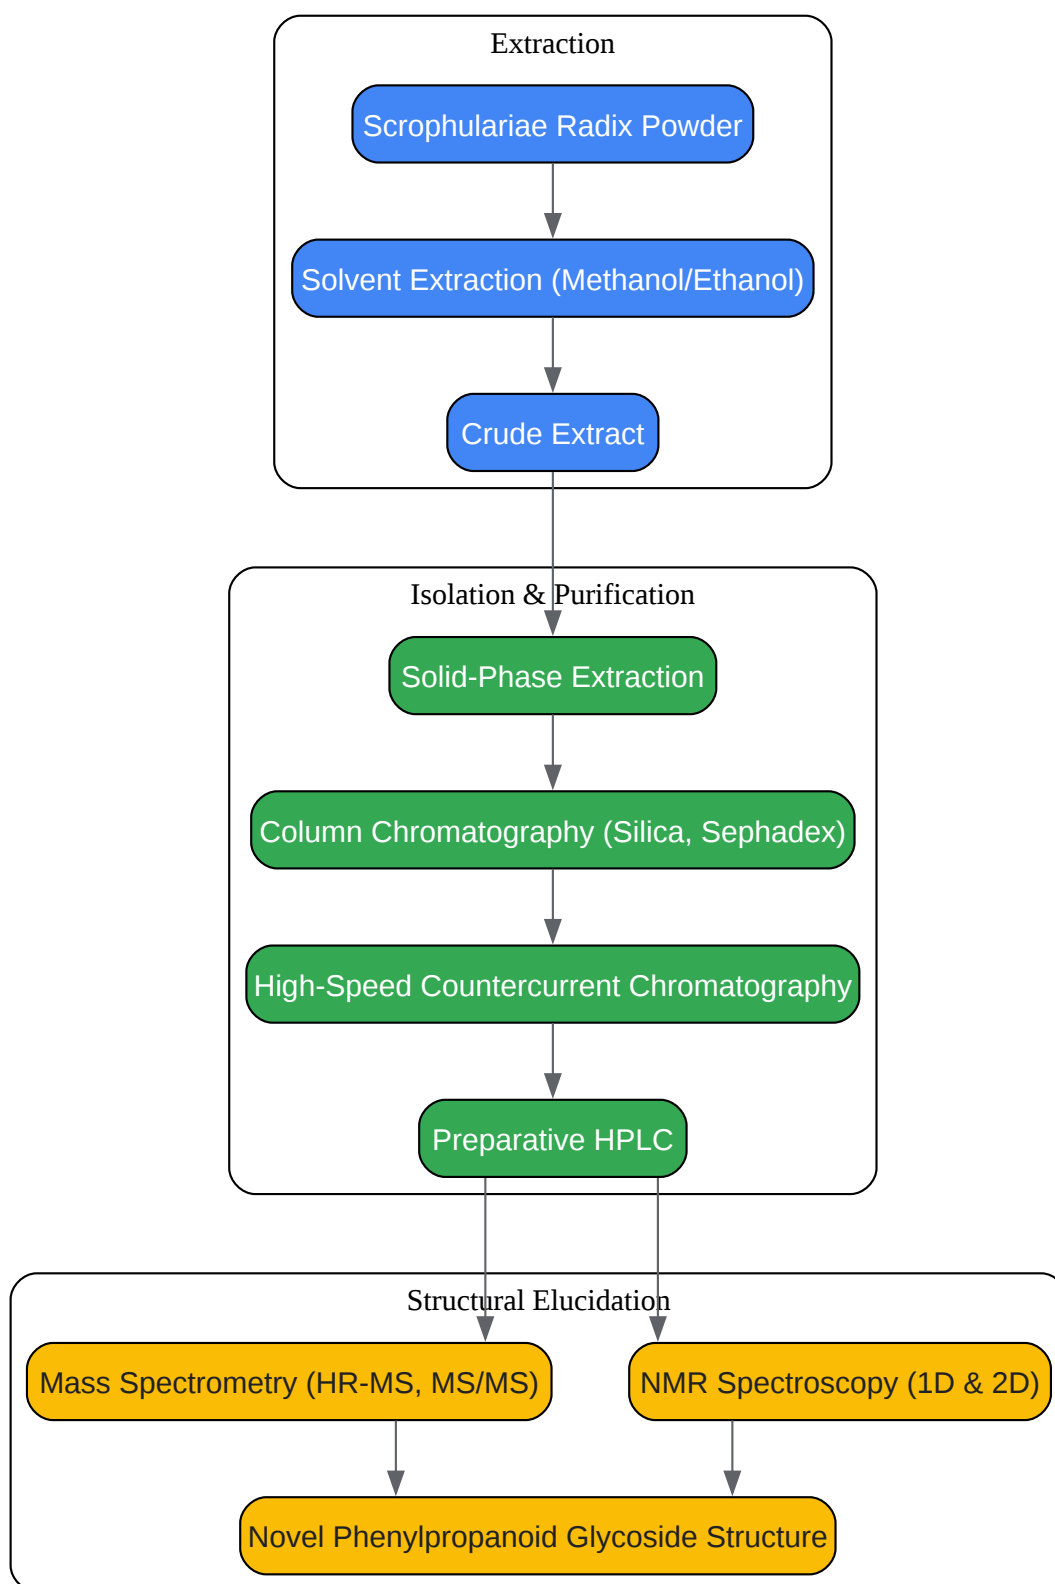 Extraction
Scrophulariae Radix Powder
Solvent Extraction (Methanol/Ethanol)
Crude Extract
Isolation & Purification
Solid-Phase Extraction
Column Chromatography (Silica, Sephadex)
High-Speed Countercurrent Chromatography
Preparative HPLC
Structural Elucidation
Mass Spectrometry (HR-MS, MS/MS)
NMR Spectroscopy (1D & 2D)
Novel Phenylpropanoid Glycoside Structure